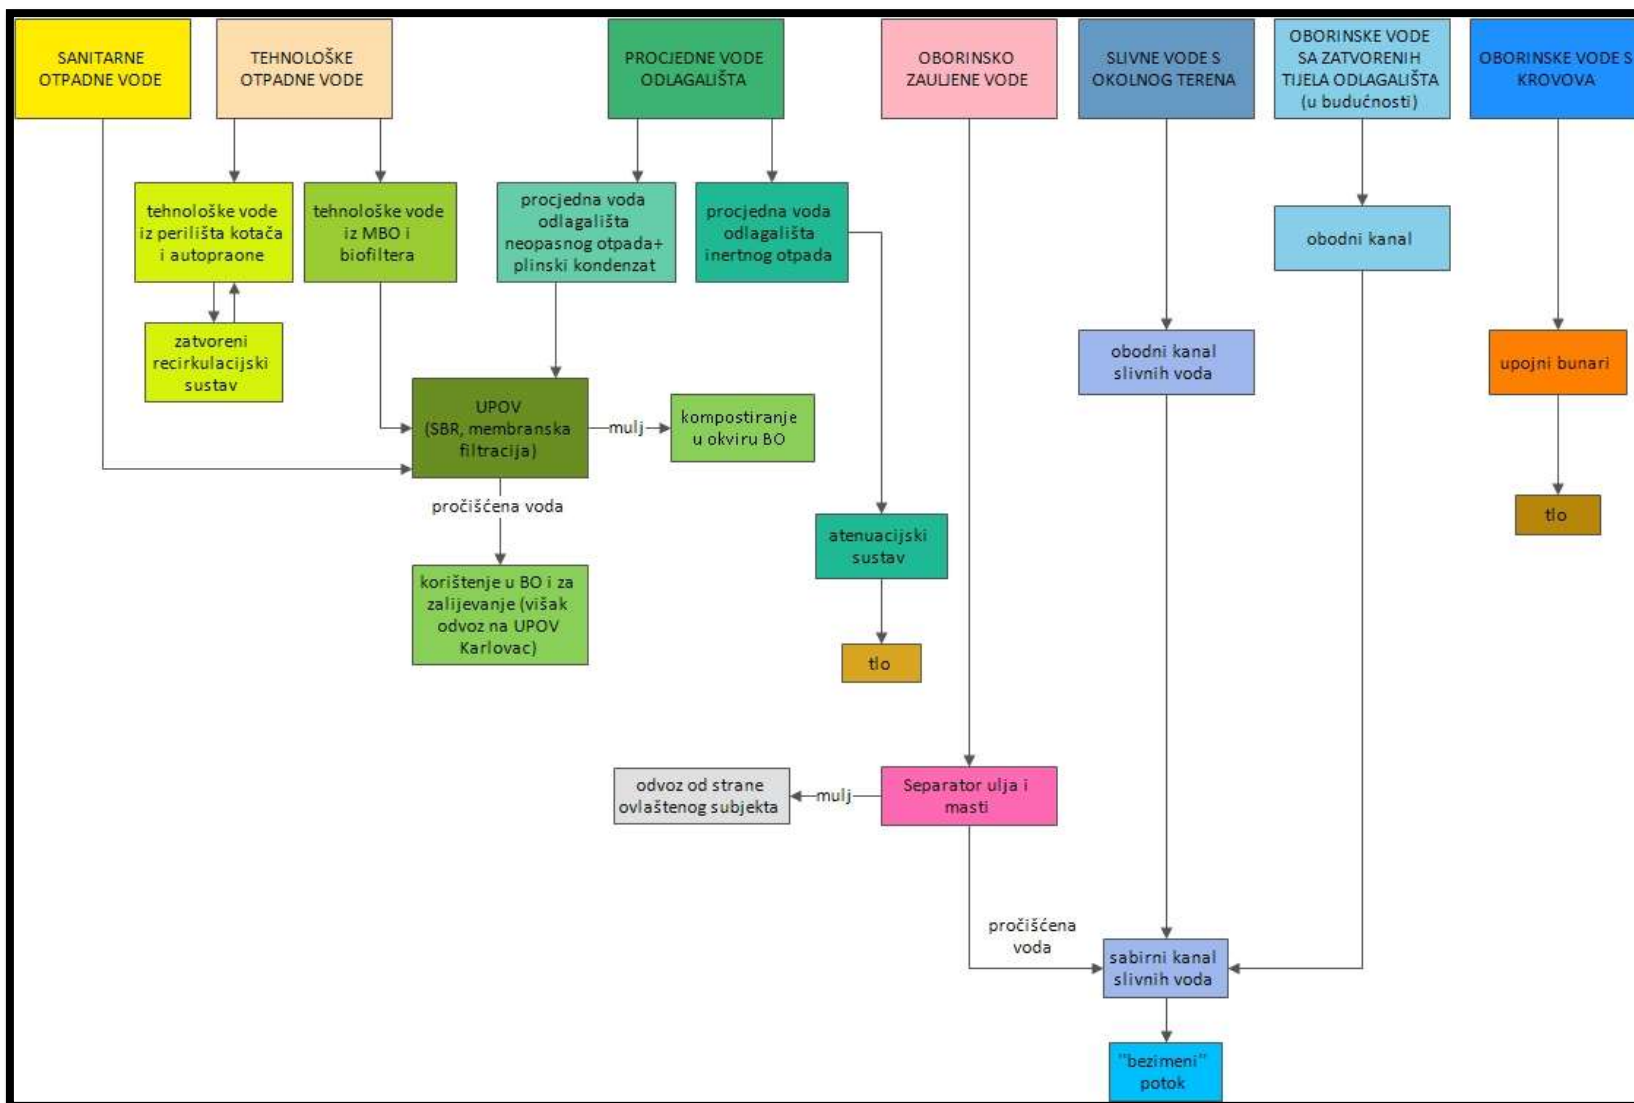 SANITARNE
OTPADNE VODE
TEHNOLOŠKE
OTPADNE VODE
PROCJEDNE VODE
ODLAGALIŠTA
OBORINSKO
ZAULJENE VODE
SLIVNE VODE S
OKOLNOG TERENA
OBORINSKE VODE
SA ZATVORENIH
TIJELA ODLAGALIŠTA
(u budućnosti)
OBORINSKE VODE S
KROVOVA
tehnološke vode
iz perilišta kotača
i autopraone
tehnološke vode
iz MBO i
biofiltera
procjedna voda
odlagališta
neopasnog otpada+
plinski kondenzat
procjedna voda
odlagališta
inertnog otpada
obodni kanal
zatvoreni
recirkulacijski
sustav
obodni kanal
slivnih voda
upojni bunari
UPOV
(SBR, membranska
filtracija)
mulj
kompostiranje
u okviru BO
pročišćena voda
atenuacijski
sustav
tlo
korištenje u BO i za
zalijevanje (višak
odvoz na UPOV
Karlovac)
tlo
odvoz od strane
ovlaštenog subjekta
mulj
Separator ulja i
masti
pročišćena
voda
sabirni kanal
slivnih voda
"bezimeni"
potok